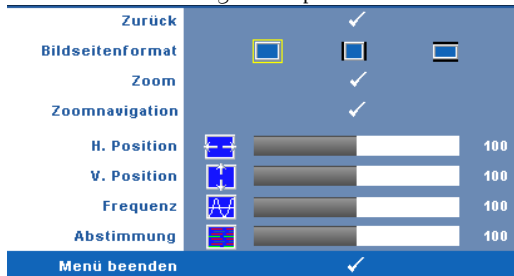 Zurück
Bildseitenformat
Zoom
Zoomnavigation
H. Position 100
V. Position 100
Frequenz 100
Abstimmung 100
Menü beenden